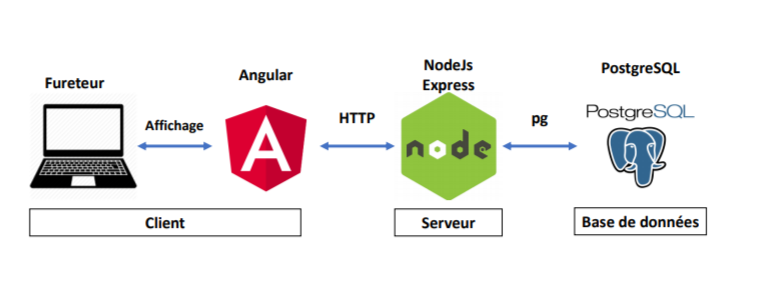 Fureteur
Affichage
Angular
A
HTTP
NodeJs
Express
node
pg
PostgreSQL
PostgreSQL
Client
Serveur
Base de données